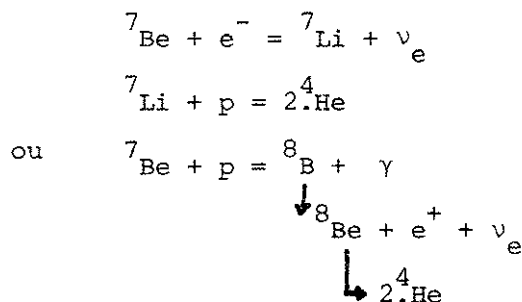 ⁷Be + e⁻ = ⁷Li + νₑ
⁷Li + p = 2.⁴He
ou ⁷Be + p = ⁸B + γ
⁸Be + e⁺ + νₑ
2.⁴He